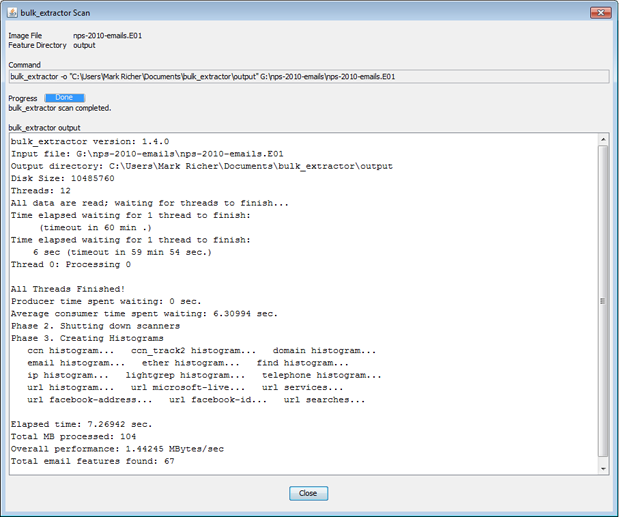 bulk_extractor Scan
Image File nps-2010-emails.E01
Feature Directory output
Command
bulk_extractor -o "C:\Users\Mark Richer\Documents\bulk_extractor\output" G:\nps-2010-emails\nps-2010-emails.E01
Progress Done
bulk_extractor scan completed.
bulk_extractor output
bulk_extractor version: 1.4.0
Input file: G:\nps-2010-emails\nps-2010-emails.E01
Output directory: C:\Users\Mark Richer\Documents\bulk_extractor\output
Disk Size: 10485760
Threads: 12
All data are read; waiting for threads to finish...
Time elapsed waiting for 1 thread to finish:
(timeout in 60 min .)
Time elapsed waiting for 1 thread to finish:
6 sec (timeout in 59 min 54 sec.)
Thread 0: Processing 0
All Threads Finished!
Producer time spent waiting: 0 sec.
Average consumer time spent waiting: 6.30994 sec.
Phase 2. Shutting down scanners
Phase 3. Creating Histograms
ccn histogram... ccn_track2 histogram... domain histogram...
email histogram... ether histogram... find histogram...
ip histogram... lightgrep histogram... telephone histogram...
url histogram... url microsoft-live... url services...
url facebook-address... url facebook-id... url searches...
Elapsed time: 7.26942 sec.
Total MB processed: 104
Overall performance: 1.44245 MBytes/sec
Total email features found: 67
Close